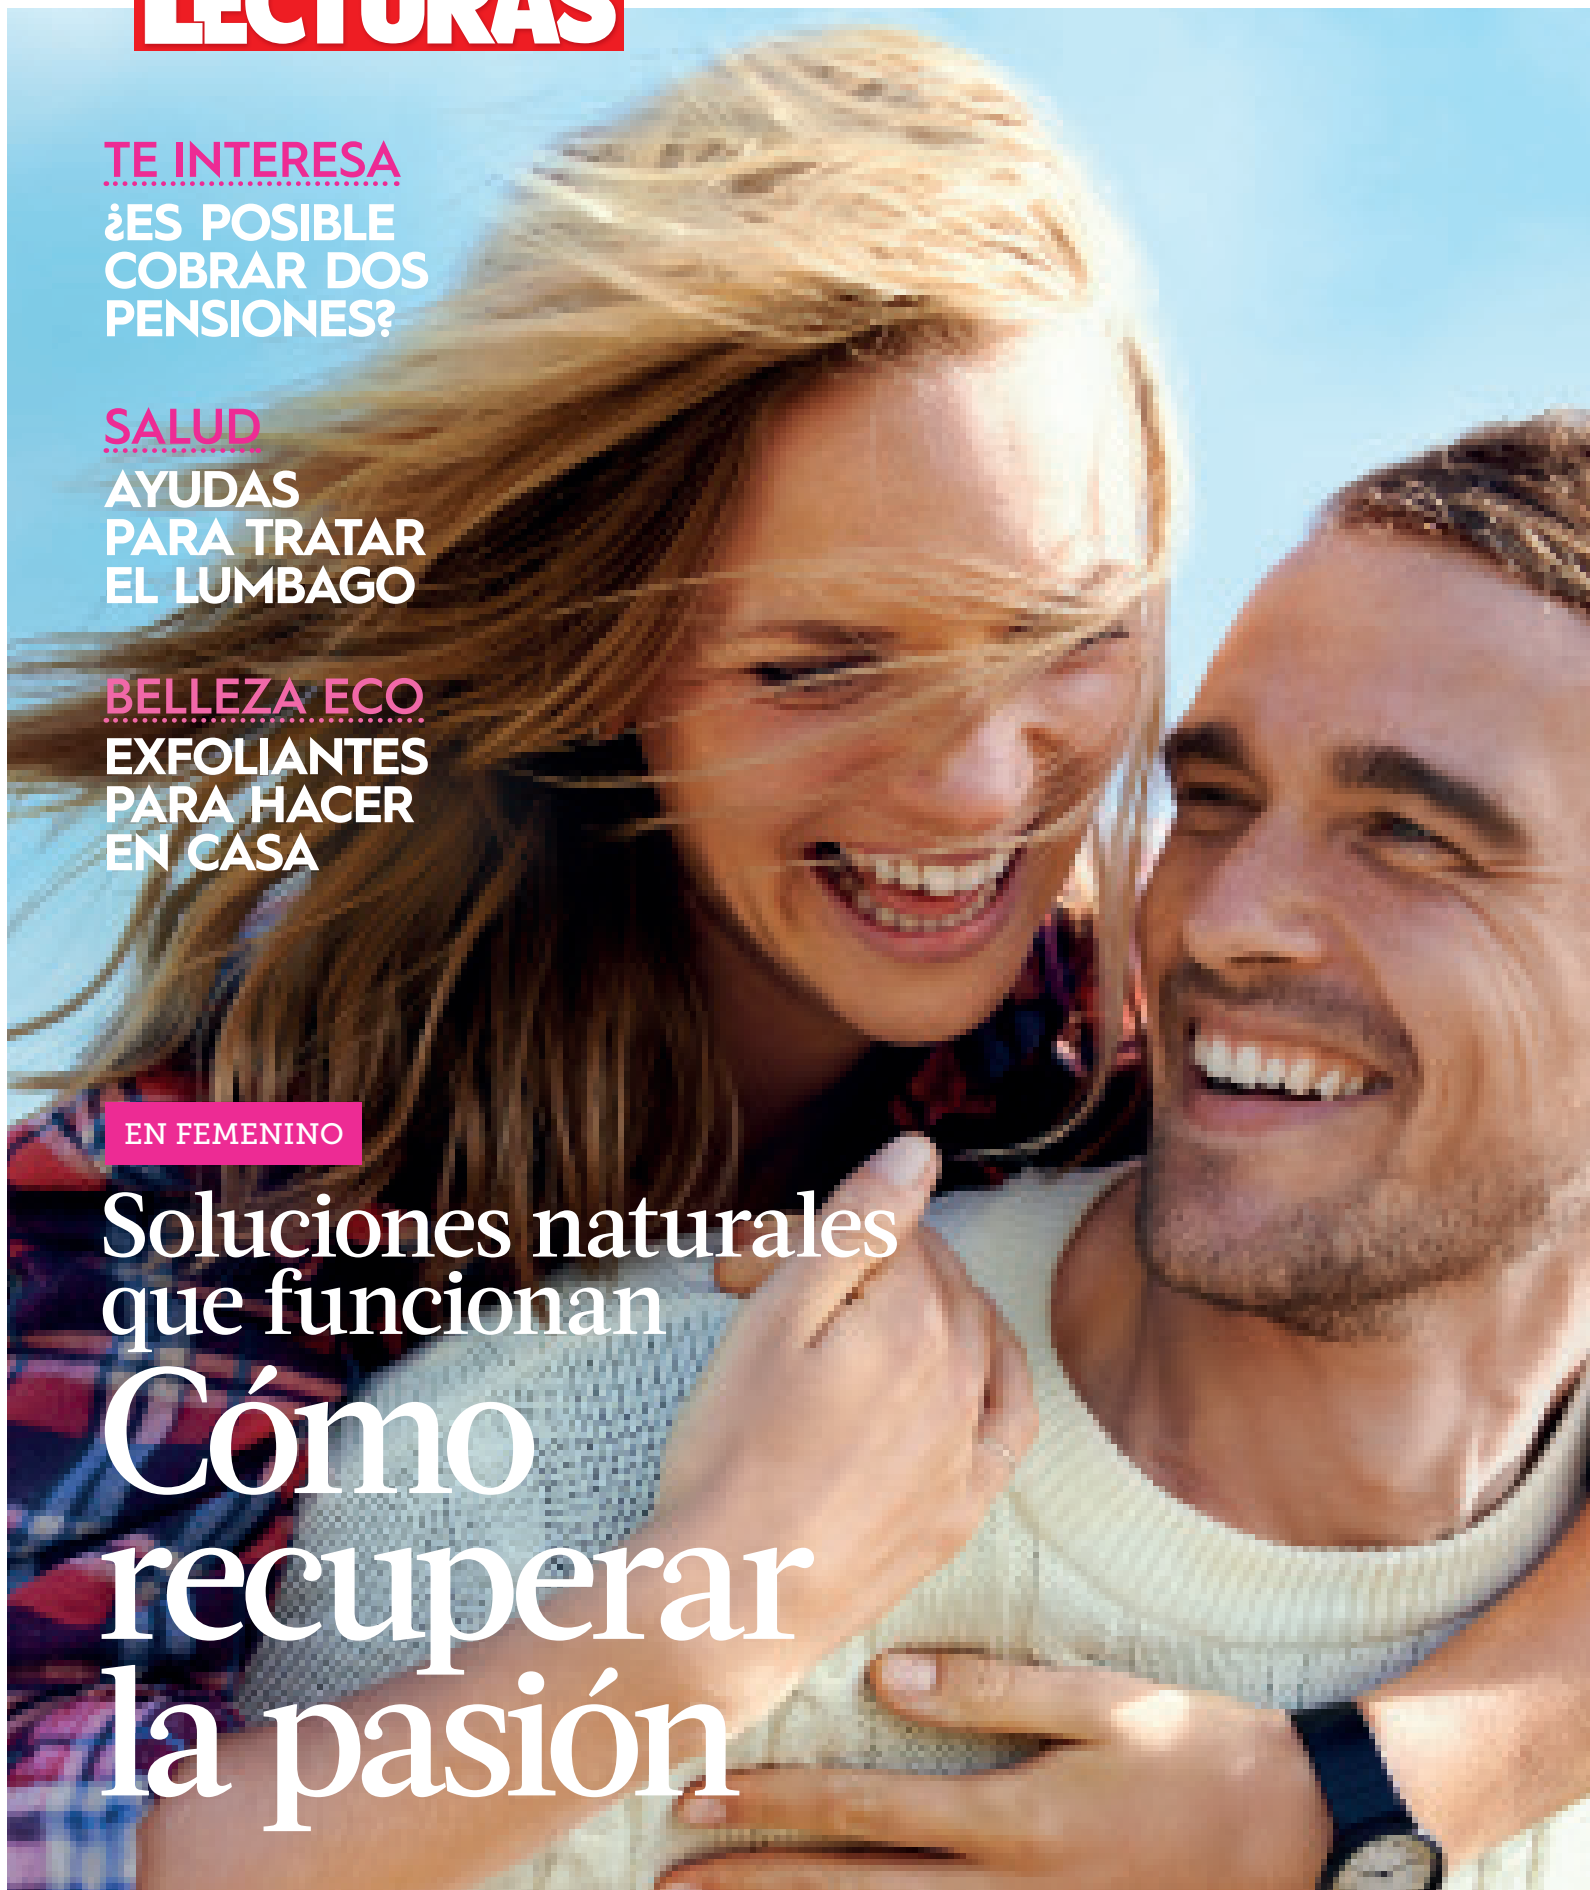 LECTURAS
TE INTERESA
¿ES POSIBLE
COBRAR DOS
PENSIONES?
SALUD
AYUDAS
PARA TRATAR
EL LUMBAGO
BELLEZA ECO
EXFOLIANTES
PARA HACER
EN CASA
EN FEMENINO
Soluciones naturales
que funcionan
Cómo
recuperar
la pasión